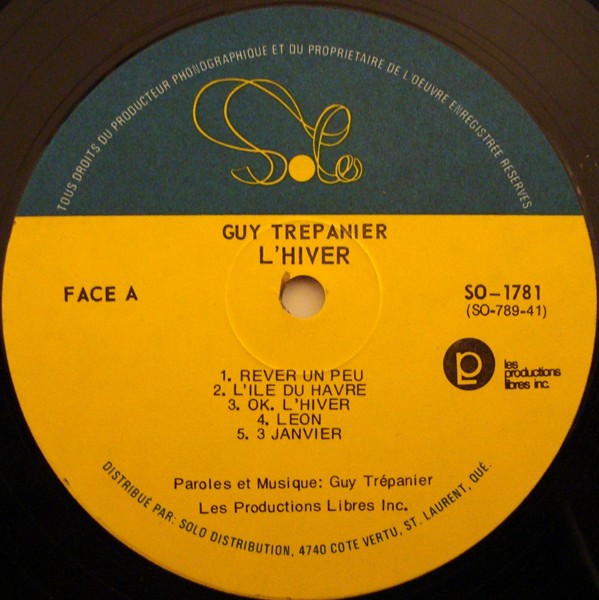 TOUS DROITS DU PRODUCTEUR PHONOGRAPHIQUE ET DU PROPRIETAIRE DE L'OEUVRE ENREGISTREE RÉSERVES
Solo
GUY TREPANIER
L'HIVER
FACE A
SO-1781
(SO-789-41)
1. REVER UN PEU
2. L'ILE DU HAVRE
3. OK. L'HIVER
4. LEON
5. 3 JANVIER
les
productions
libres inc.
Paroles et Musique: Guy Trépanier
Les Productions Libres Inc.
DISTRIBUÉ PAR: SOLO DISTRIBUTION, 4740 COTE VERTU, ST. LAURENT, QUÉ.